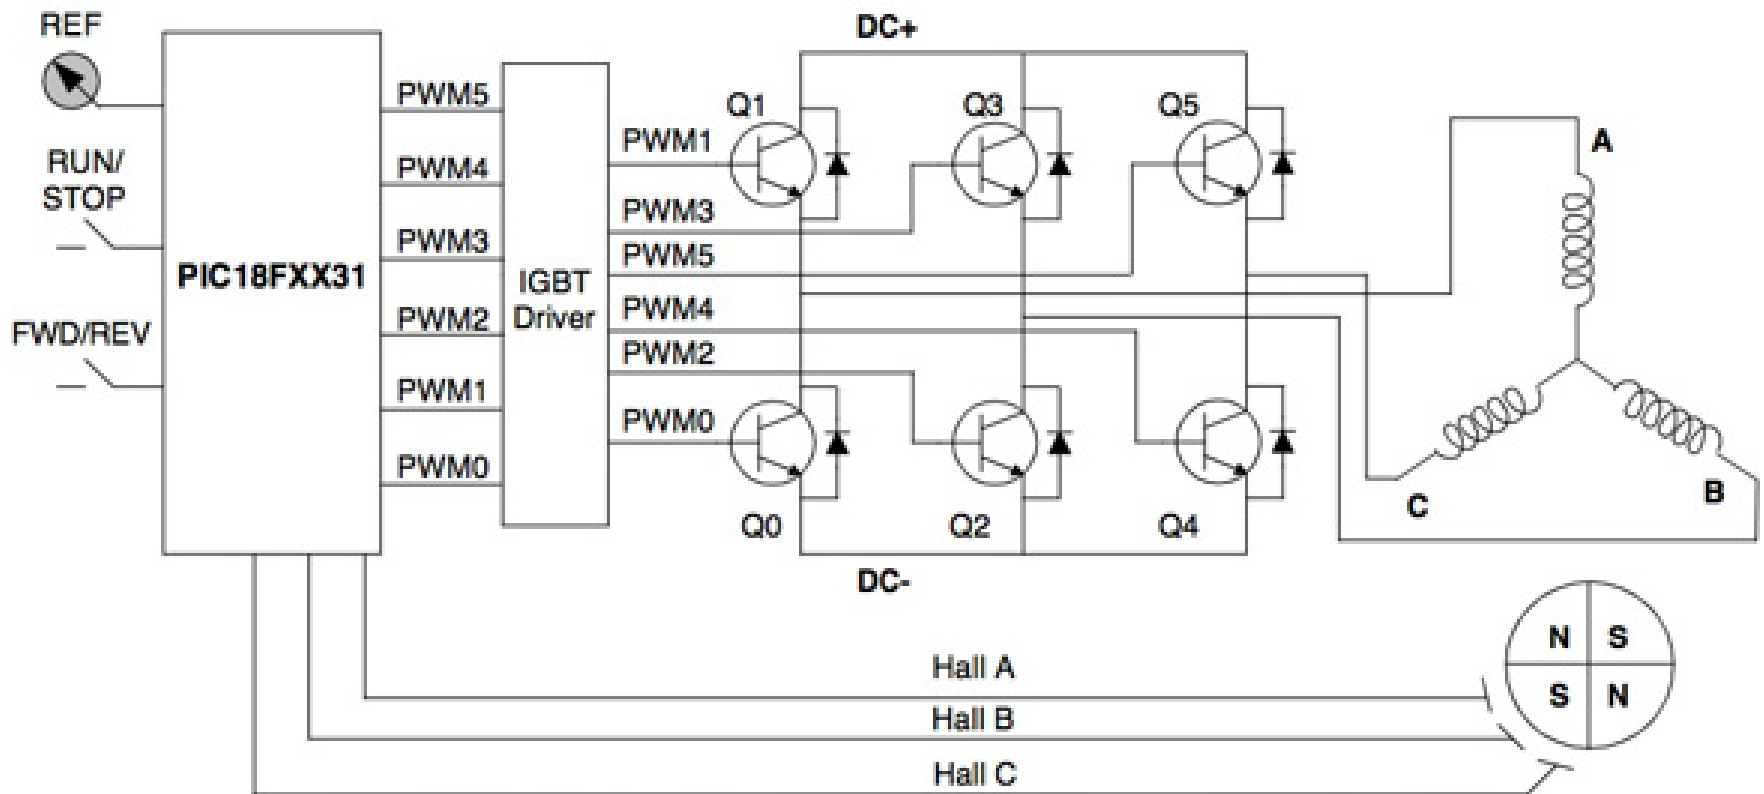 REF
RUN/
STOP
FWD/REV
PIC18FXX31
PWM5
PWM4
PWM3
PWM2
PWM1
PWM0
IGBT
Driver
PWM1
PWM3
PWM5
PWM4
PWM2
PWM0
DC+
Q1
Q3
Q5
Q0
Q2
Q4
DC-
A
C
B
Hall A
Hall B
Hall C
N S
S N